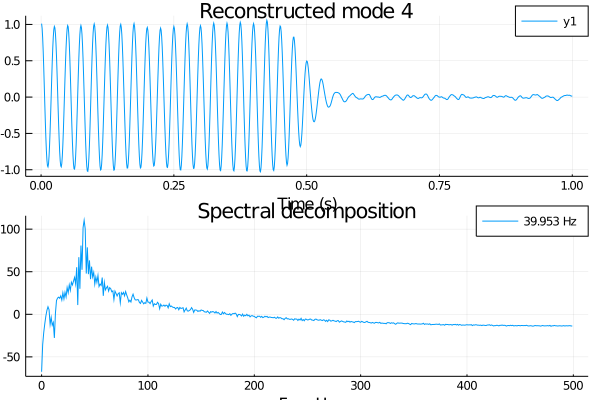 Reconstructed mode 4
y1
1.0
0.5
0.0
-0.5
-1.0
0.00 0.25 0.50 0.75 1.00
Time (s)
Spectral decomposition
39.953 Hz
100
50
0
-50
0 100 200 300 400 500